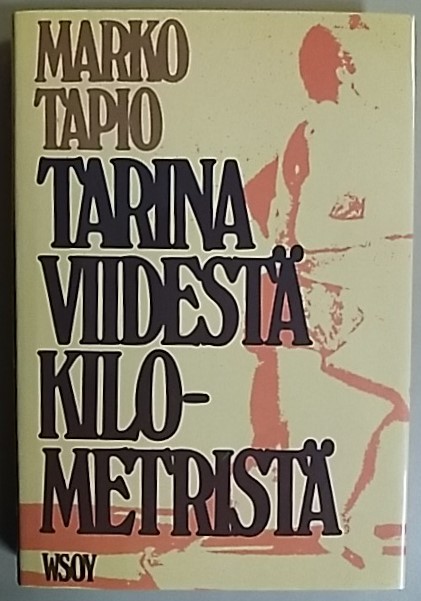 MARKO
TAPIO
TARINA
VIIDESTÄ
KILO-
METRISTÄ
WSOY